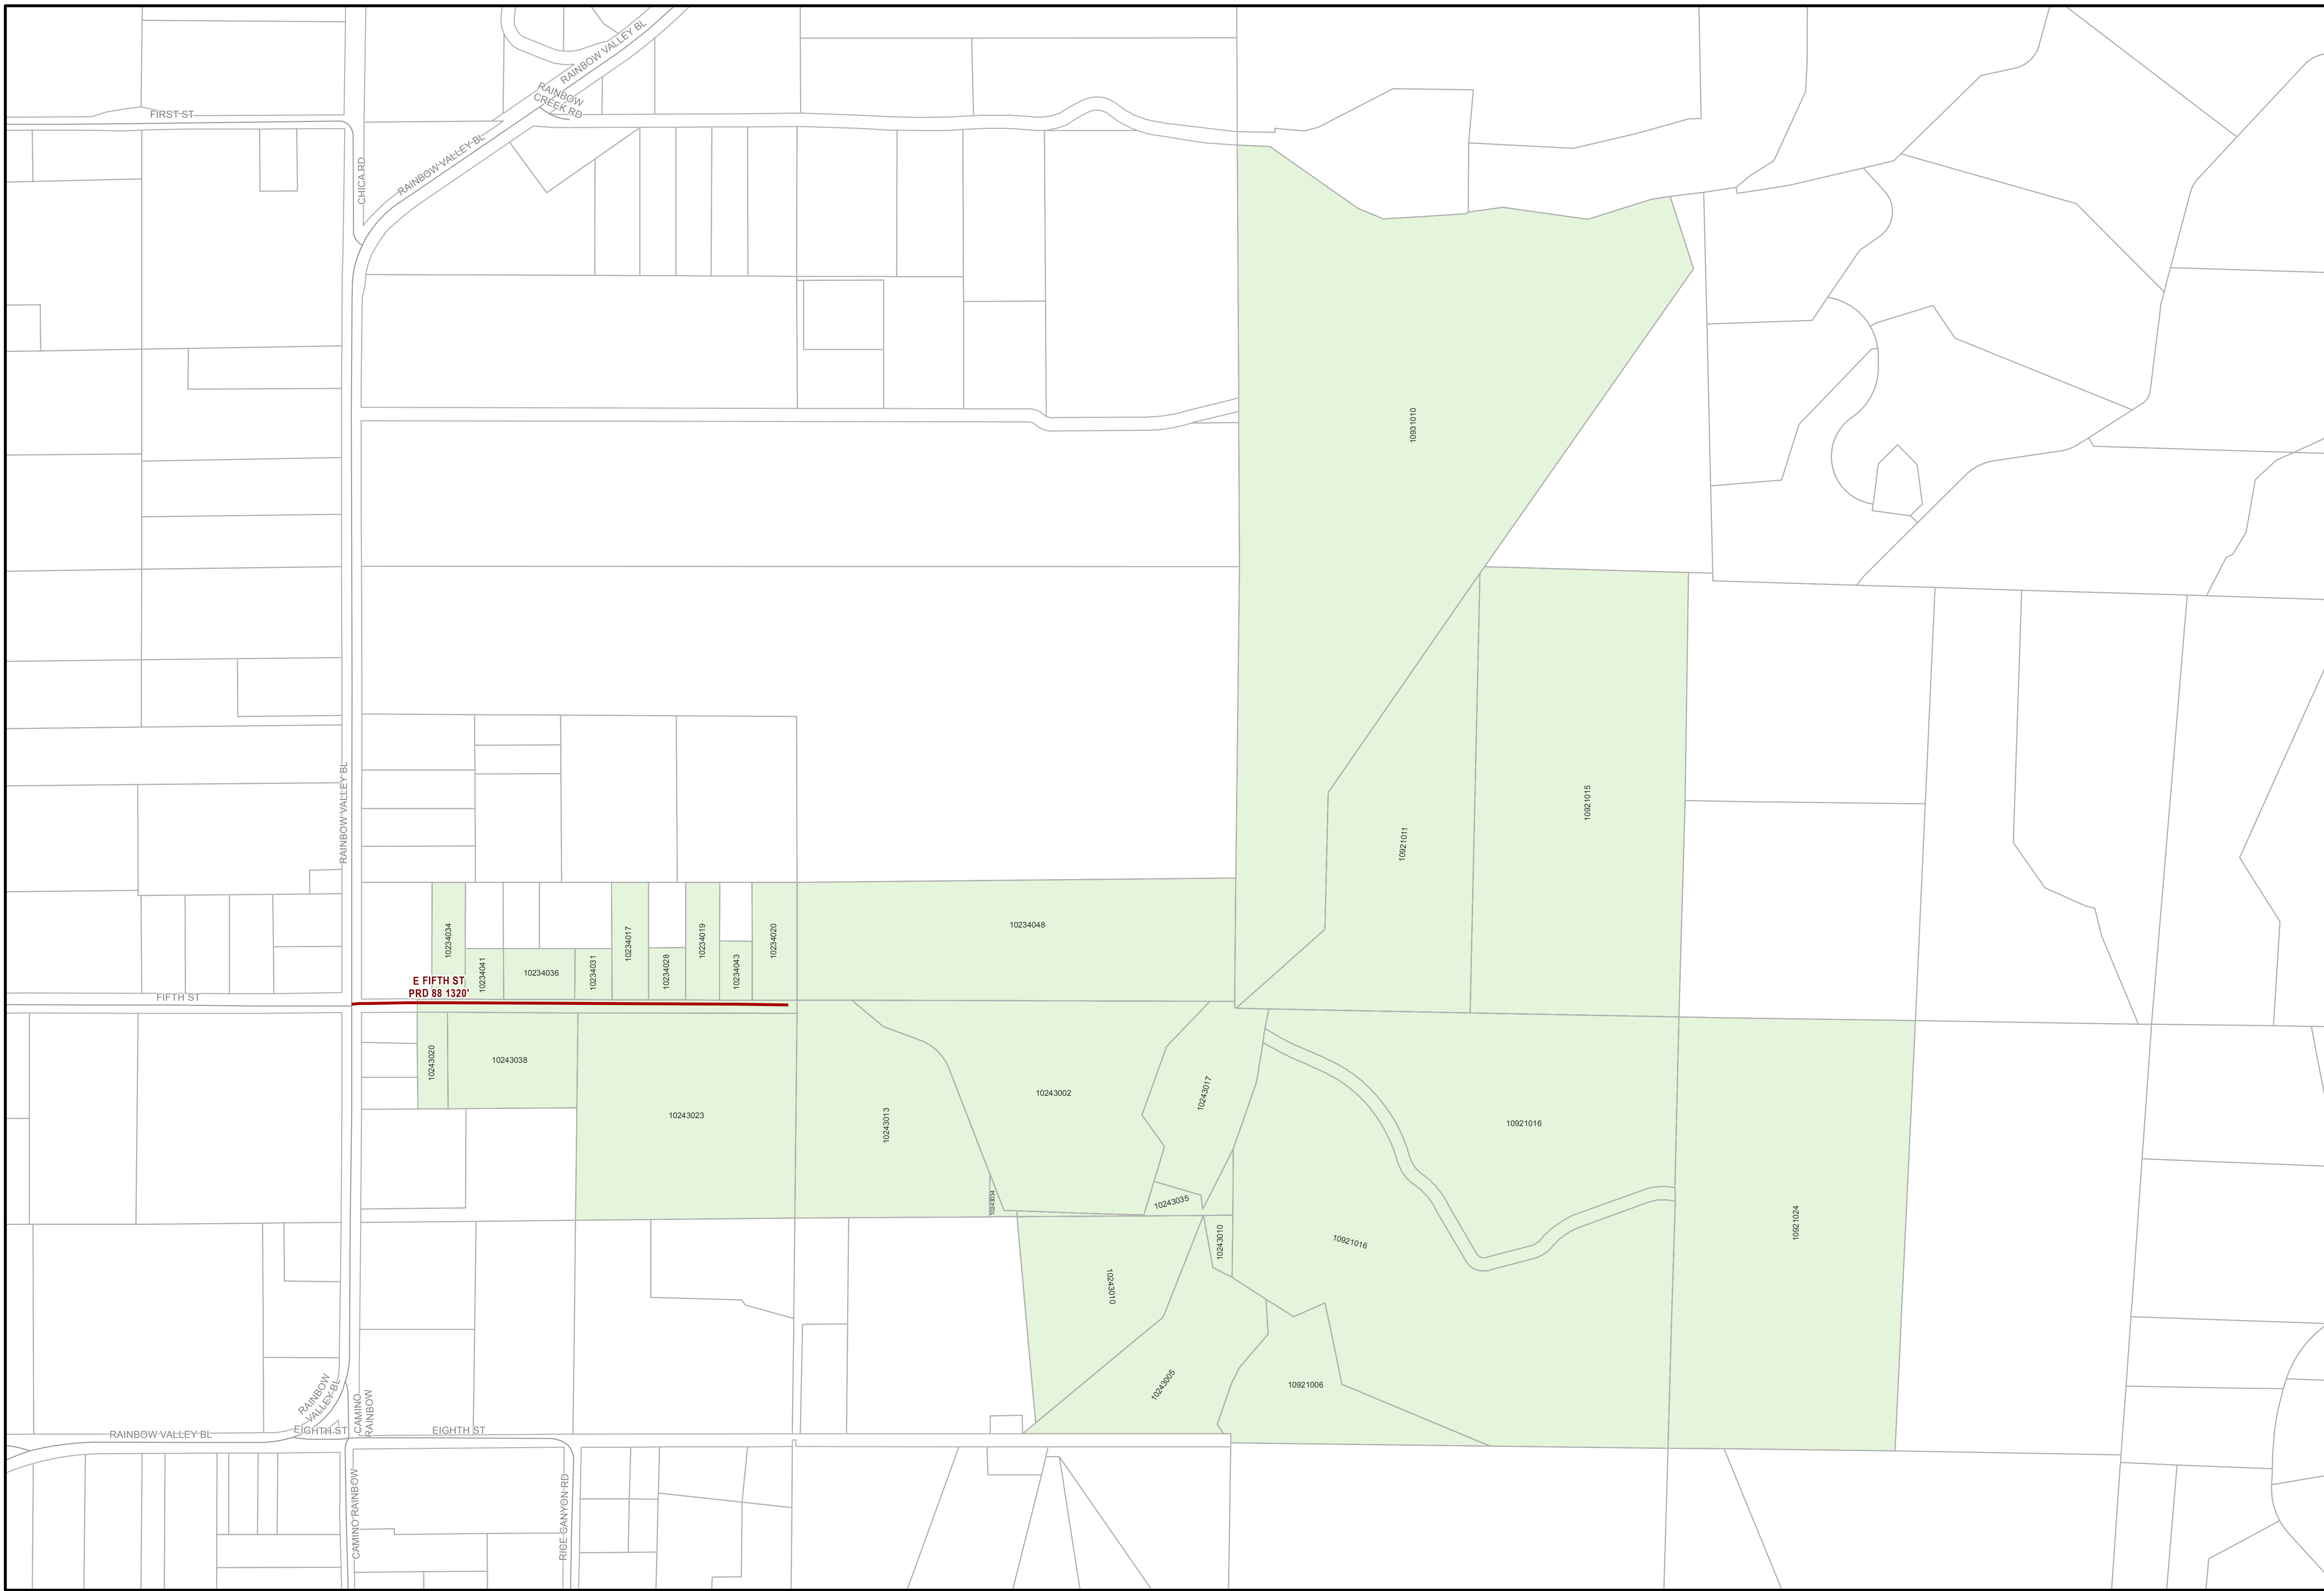 RAINBOW VALLEY BL
RAINBOW
CREEK RD
FIRST ST
CHICA RD
RAINBOW VALLEY BL
10931010
10921015
10921011
RAINBOW VALLEY BL
10234034
10234041
10234036
10234031
10234017
10234028
10234019
10234043
10234020
10234048
E FIFTH ST
PRD 88 1320'
FIFTH ST
10243020
10243038
10243023
10243013
10243002
10243017
10921016
10243034
10243035
10243010
10243010
10921016
10921024
10243005
10921006
RAINBOW
VALLEY BL
CAMINO
RAINBOW
RAINBOW VALLEY BL
EIGHTH ST
EIGHTH ST
CAMINO RAINBOW
RICE CANYON RD